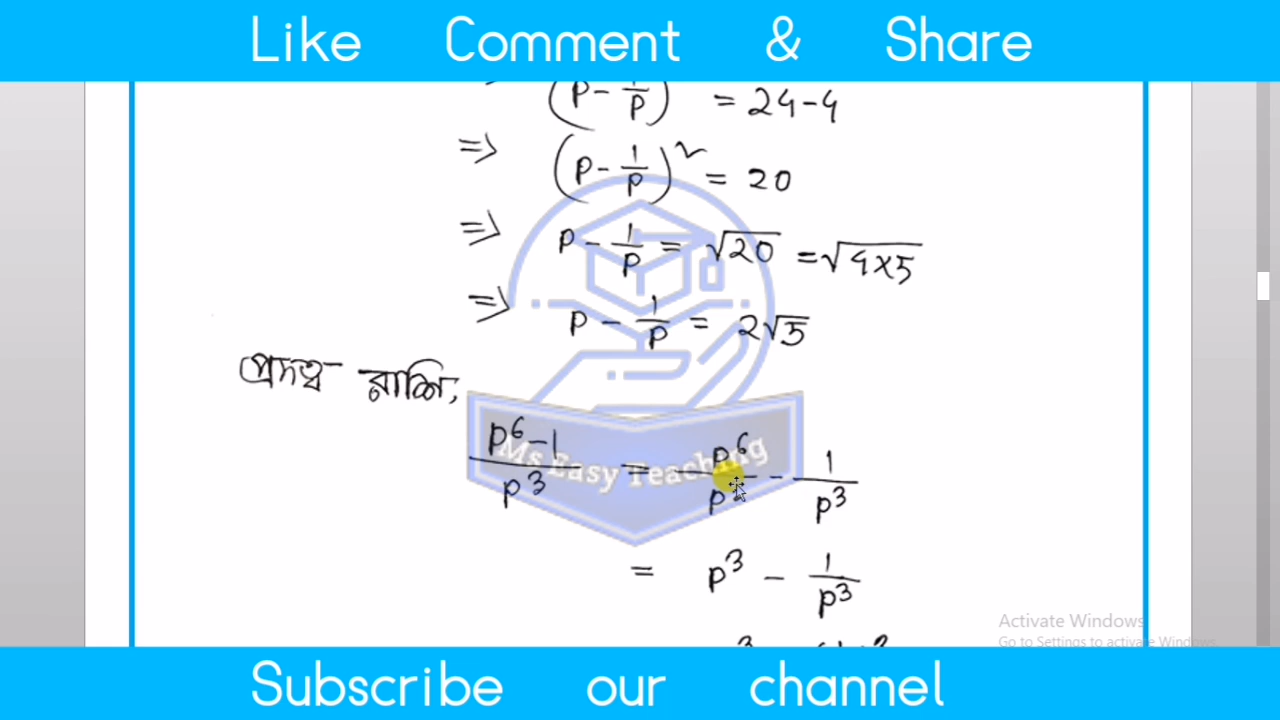 Like Comment & Share
(p - 1/p) = 24-4
=> (p - 1/p)² = 20
=> p - 1/p = √20 = √4×5
=> p - 1/p = 2√5
প্রদত্ত রাশি,
(p⁶-1)/p³ = p⁶/p³ - 1/p³
= p³ - 1/p³
Ms Easy Teaching
Activate Windows
Go to Settings to activate Windows.
Subscribe our channel